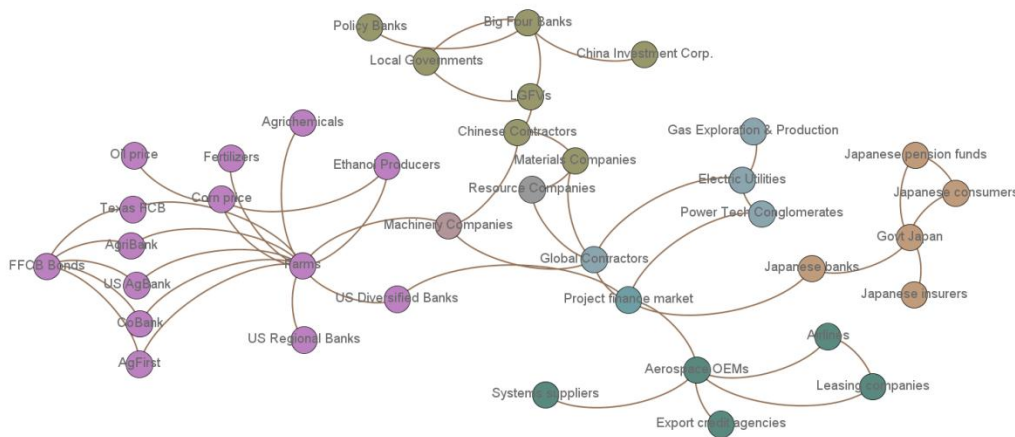 Big Four Banks
Policy Banks
China Investment Corp.
Local Governments
LGFVs
Agrichemicals
Chinese Contractors
Gas Exploration & Production
Oil price
Fertilizers
Ethanol Producers
Materials Companies
Japanese pension funds
Electric Utilities
Resource Companies
Japanese consumers
Corn price
Texas FCB
Power Tech Conglomerates
Machinery Companies
Govt Japan
AgriBank
FFCB Bonds
Farms
Global Contractors
Japanese banks
US AgBank
US Diversified Banks
Project finance market
Japanese insurers
CoBank
US Regional Banks
Airlines
AgFirst
Aerospace OEMs
Leasing companies
Systems suppliers
Export credit agencies